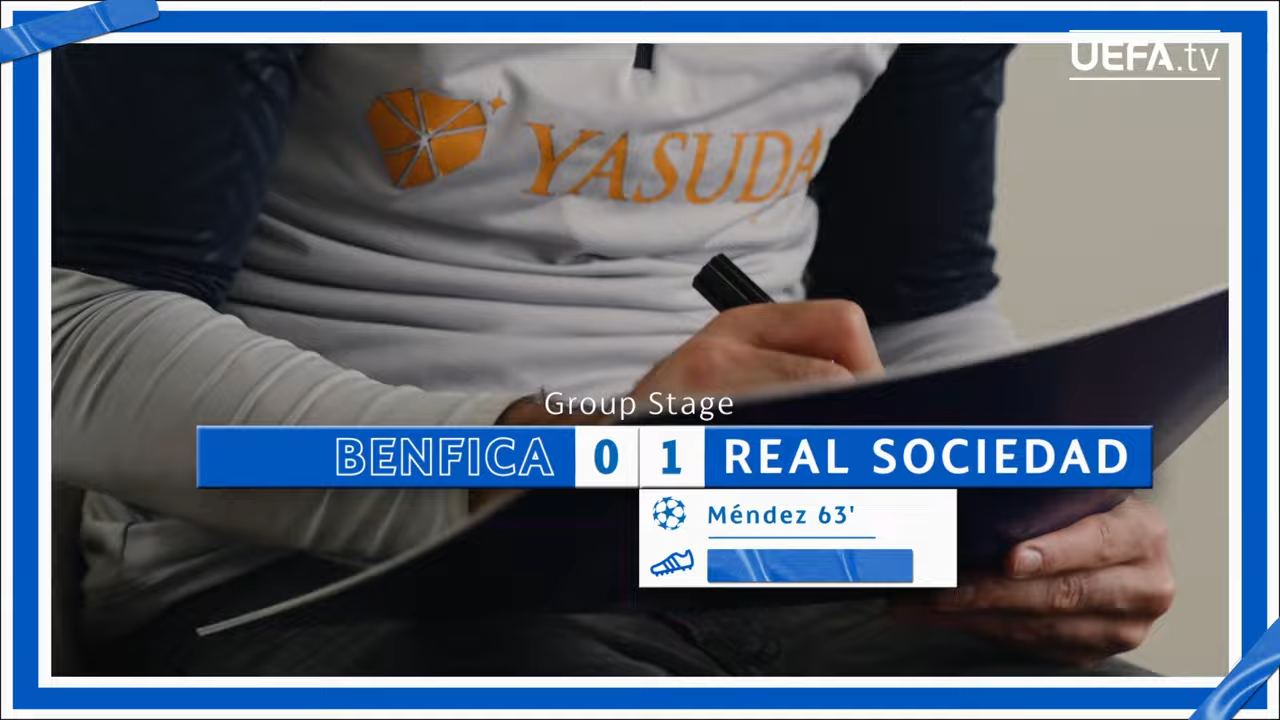 UEFA.tv
YASUDA
Group Stage
BENFICA 0 1 REAL SOCIEDAD
Méndez 63'